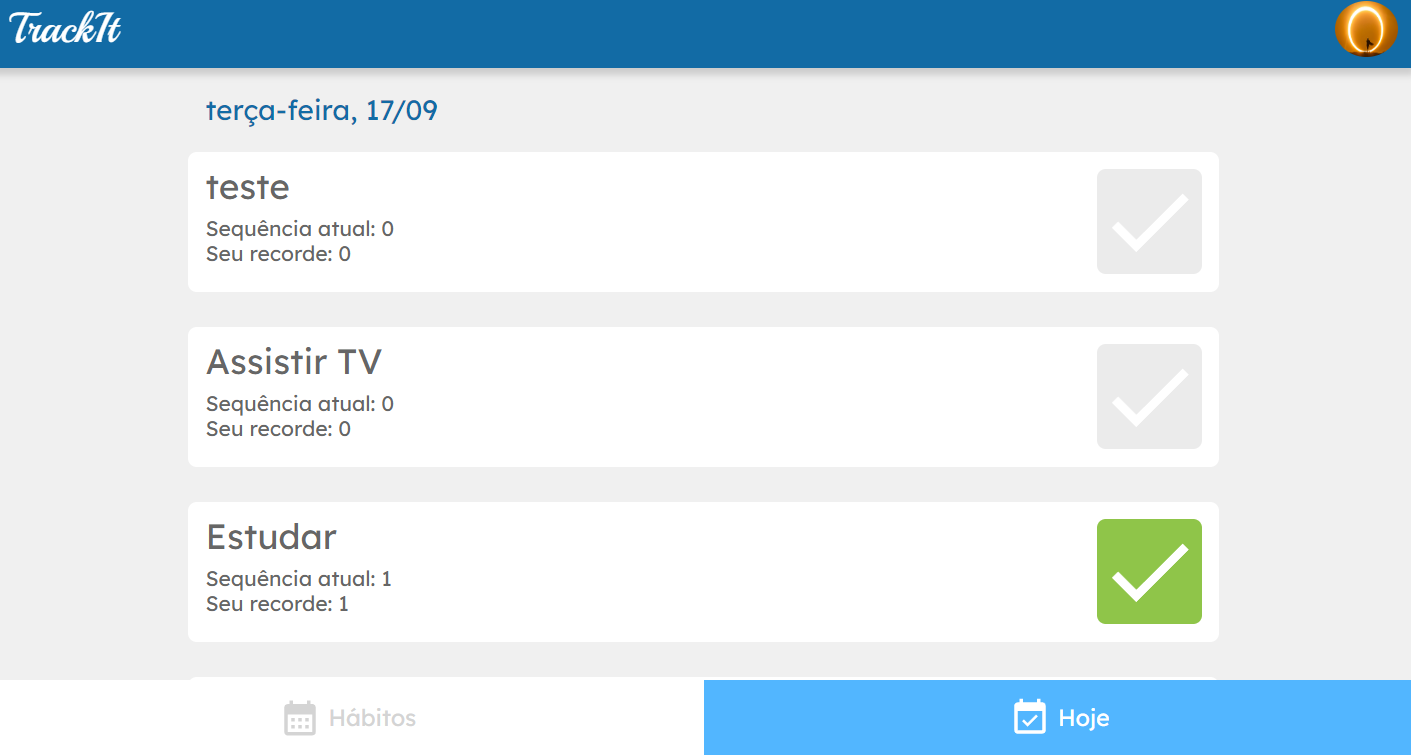 TrackIt
terça-feira, 17/09
teste
Sequência atual: 0
Seu recorde: 0
Assistir TV
Sequência atual: 0
Seu recorde: 0
Estudar
Sequência atual: 1
Seu recorde: 1
Hábitos
Hoje